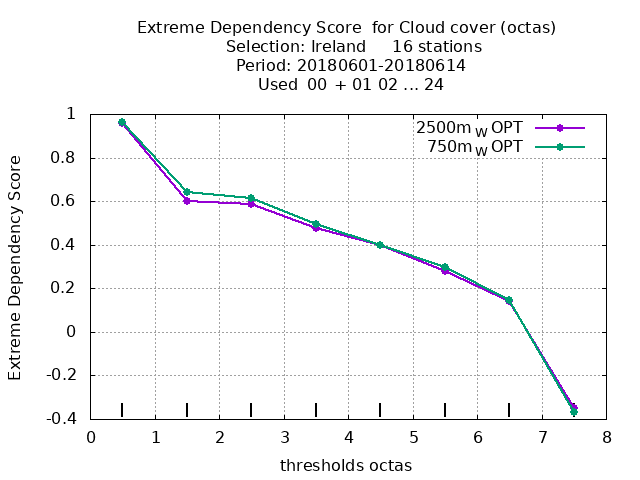 Extreme Dependency Score  for Cloud cover (octas)
Selection: Ireland     16 stations
Period: 20180601-20180614
Used  00  + 01 02 ... 24
2500m W OPT
750m W OPT
Extreme Dependency Score
1
0.8
0.6
0.4
0.2
0
-0.2
-0.4
0 1 2 3 4 5 6 7 8
thresholds octas